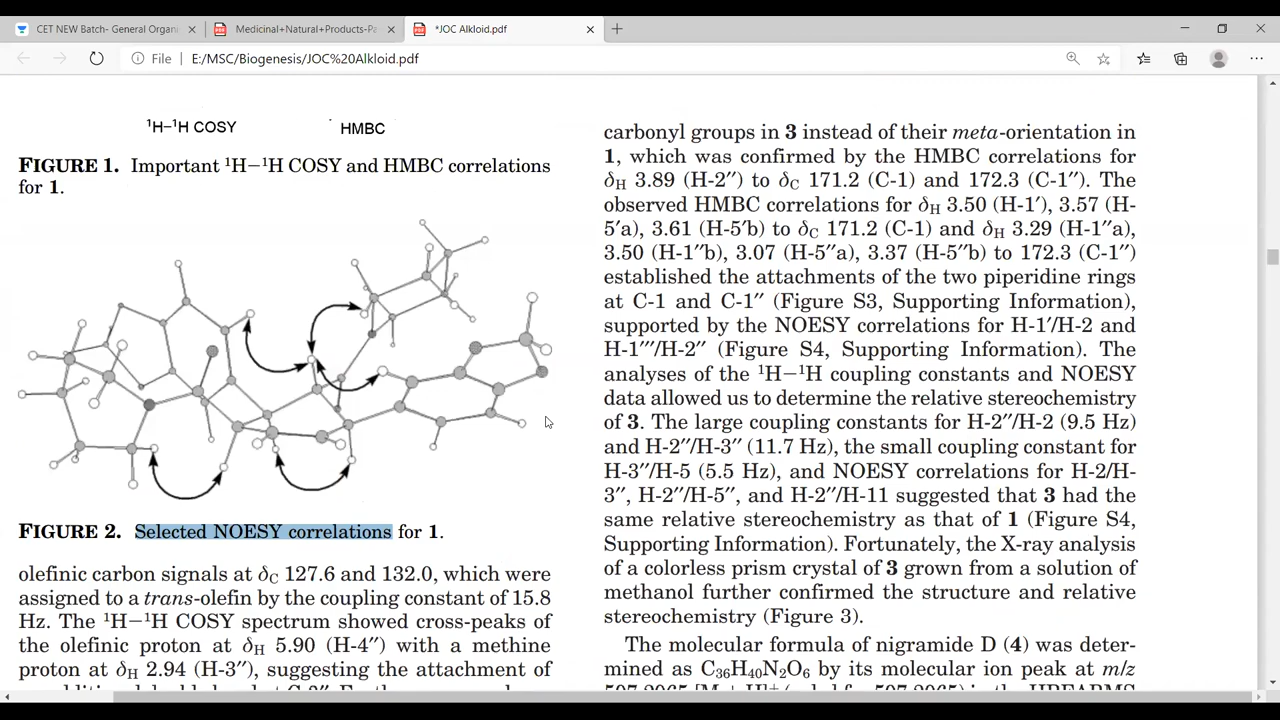 CET NEW Batch- General Organi
Medicinal+Natural+Products-Pa
*JOC Alkloid.pdf
File
E:/MSC/Biogenesis/JOC%20Alkloid.pdf
¹H−¹H COSY HMBC
FIGURE 1. Important ¹H−¹H COSY and HMBC correlations
for 1.
FIGURE 2. Selected NOESY correlations for 1.
olefinic carbon signals at δC 127.6 and 132.0, which were
assigned to a trans-olefin by the coupling constant of 15.8
Hz. The ¹H−¹H COSY spectrum showed cross-peaks of
the olefinic proton at δH 5.90 (H-4″) with a methine
proton at δH 2.94 (H-3″), suggesting the attachment of
carbonyl groups in 3 instead of their meta-orientation in
1, which was confirmed by the HMBC correlations for
δH 3.89 (H-2″) to δC 171.2 (C-1) and 172.3 (C-1″). The
observed HMBC correlations for δH 3.50 (H-1′), 3.57 (H-
5′a), 3.61 (H-5′b) to δC 171.2 (C-1) and δH 3.29 (H-1″a),
3.50 (H-1″b), 3.07 (H-5″a), 3.37 (H-5″b) to 172.3 (C-1″)
established the attachments of the two piperidine rings
at C-1 and C-1″ (Figure S3, Supporting Information),
supported by the NOESY correlations for H-1′/H-2 and
H-1‴/H-2″ (Figure S4, Supporting Information). The
analyses of the ¹H−¹H coupling constants and NOESY
data allowed us to determine the relative stereochemistry
of 3. The large coupling constants for H-2″/H-2 (9.5 Hz)
and H-2″/H-3″ (11.7 Hz), the small coupling constant for
H-3″/H-5 (5.5 Hz), and NOESY correlations for H-2/H-
3″, H-2″/H-5″, and H-2″/H-11 suggested that 3 had the
same relative stereochemistry as that of 1 (Figure S4,
Supporting Information). Fortunately, the X-ray analysis
of a colorless prism crystal of 3 grown from a solution of
methanol further confirmed the structure and relative
stereochemistry (Figure 3).
The molecular formula of nigramide D (4) was deter-
mined as C₃₆H₄₀N₂O₆ by its molecular ion peak at m/z